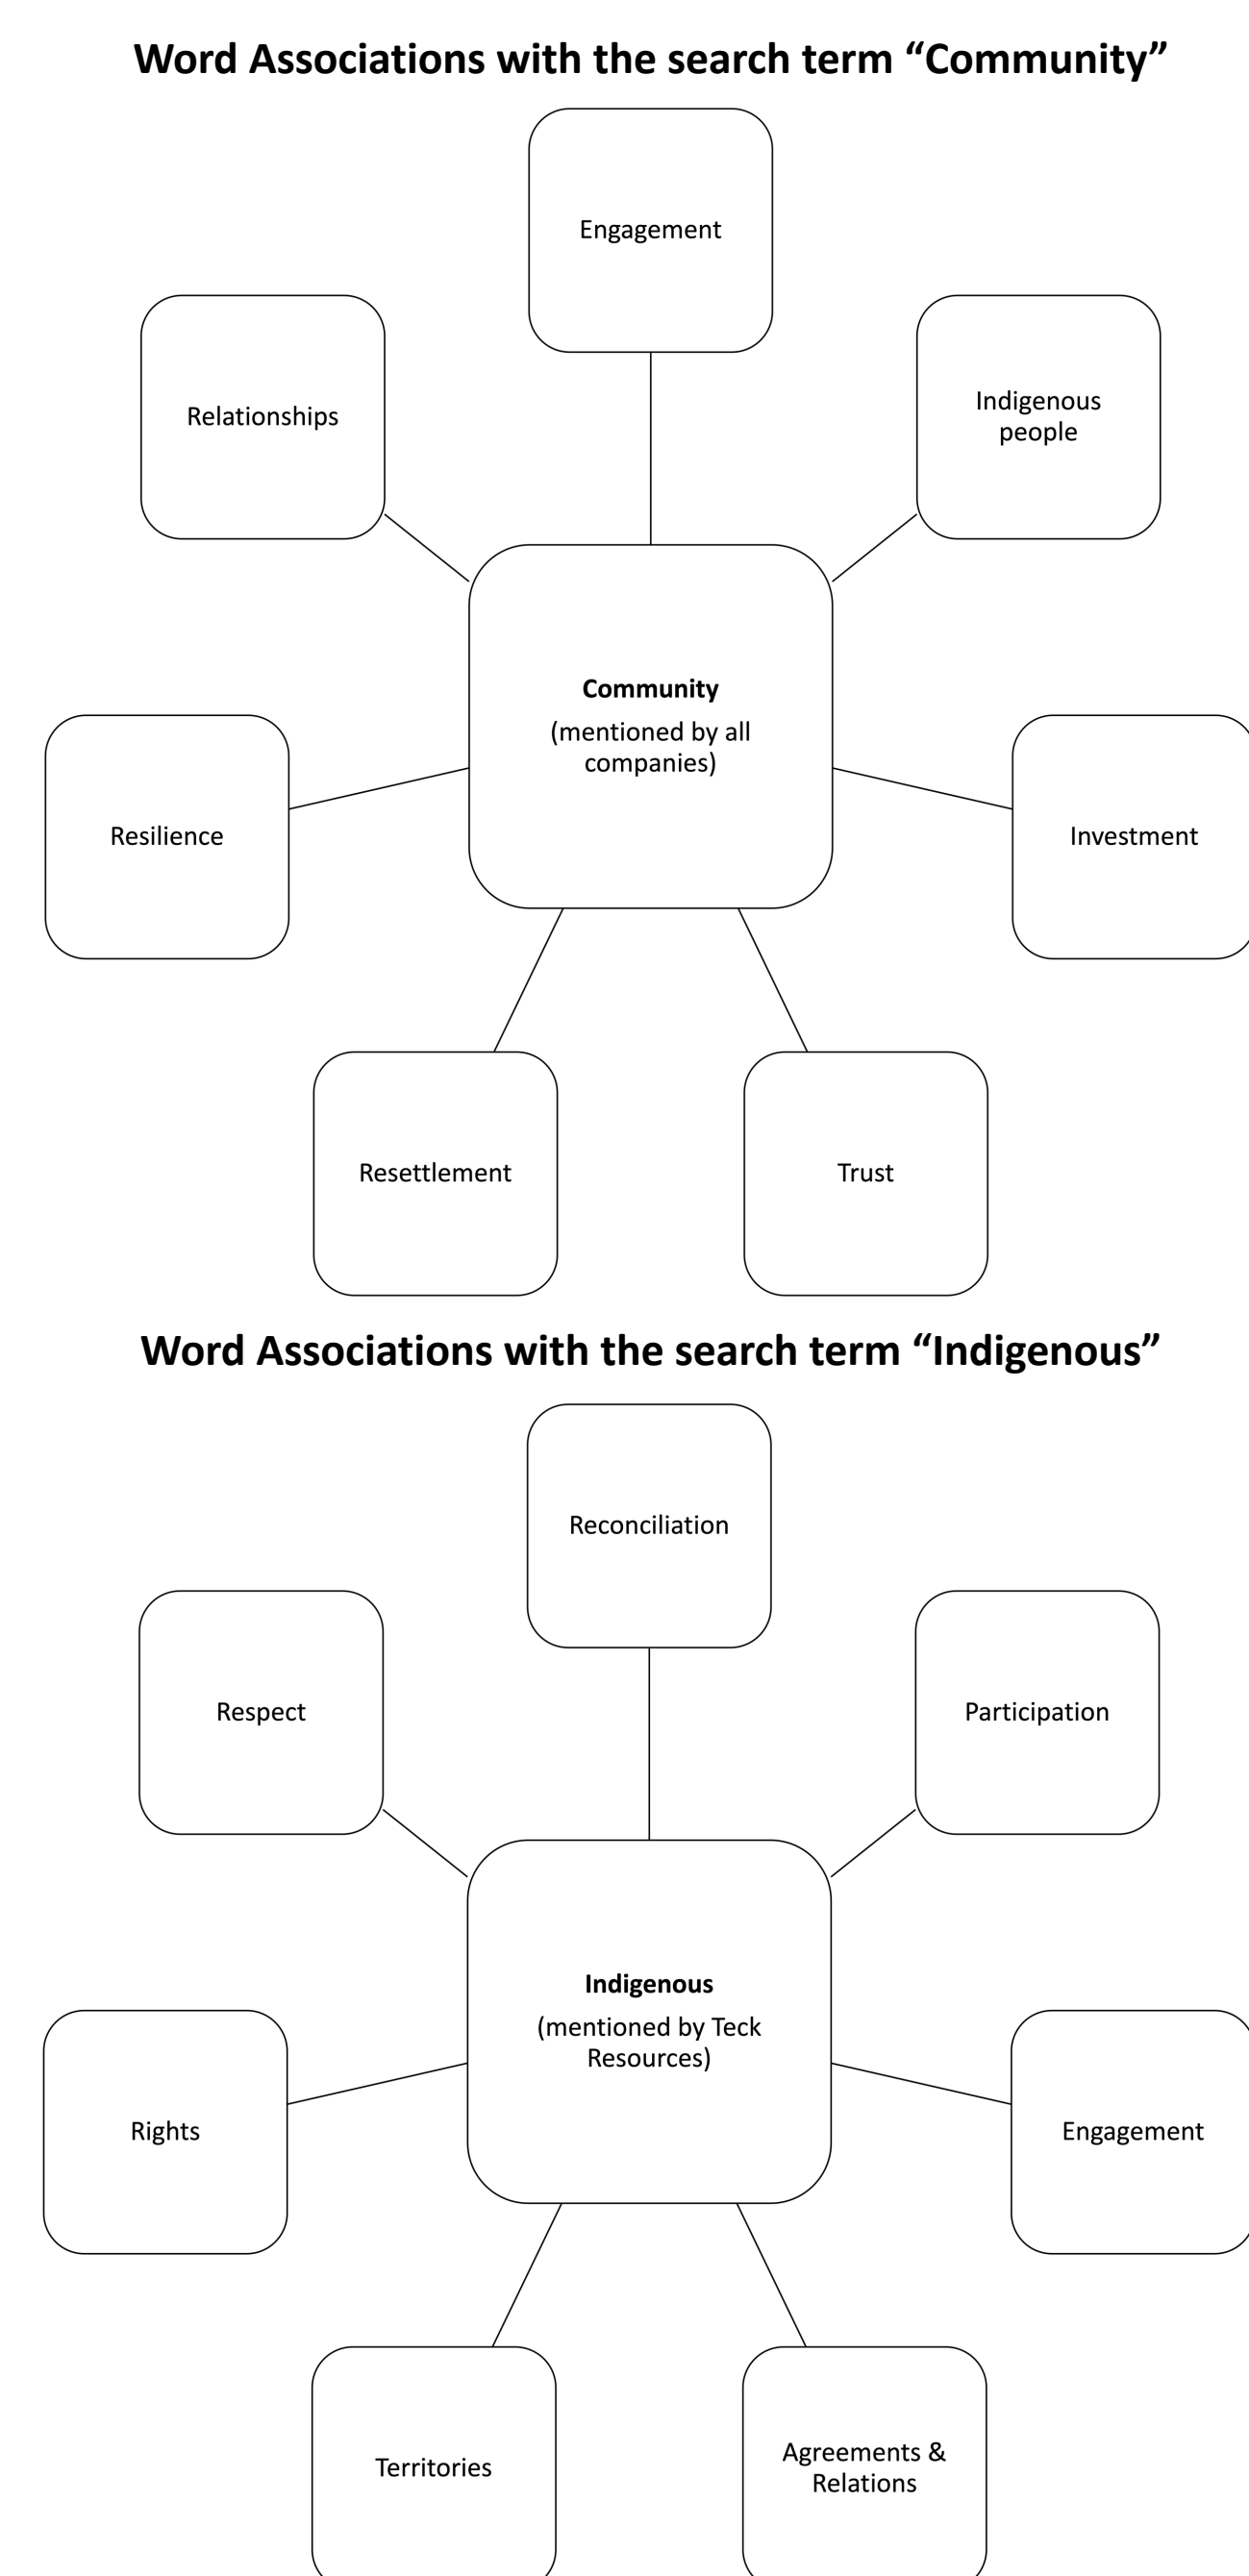 Word Associations with the search term “Community”
Engagement
Relationships
Indigenous
people
Community
(mentioned by all
companies)
Resilience
Investment
Resettlement
Trust
Word Associations with the search term “Indigenous”
Reconciliation
Respect
Participation
Indigenous
(mentioned by Teck
Resources)
Rights
Engagement
Territories
Agreements &
Relations